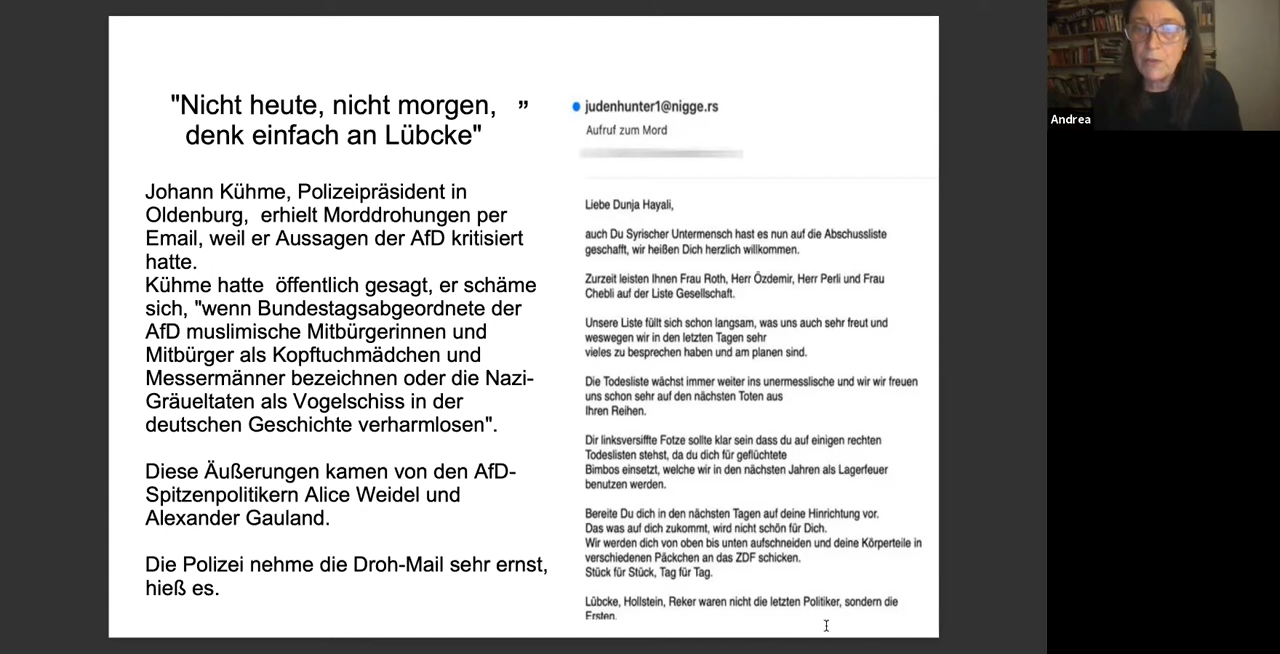 "Nicht heute, nicht morgen, ”
denk einfach an Lübcke"
Johann Kühme, Polizeipräsident in
Oldenburg, erhielt Morddrohungen per
Email, weil er Aussagen der AfD kritisiert
hatte.
Kühme hatte öffentlich gesagt, er schäme
sich, "wenn Bundestagsabgeordnete der
AfD muslimische Mitbürgerinnen und
Mitbürger als Kopftuchmädchen und
Messermänner bezeichnen oder die Nazi-
Gräueltaten als Vogelschiss in der
deutschen Geschichte verharmlosen".
Diese Äußerungen kamen von den AfD-
Spitzenpolitikern Alice Weidel und
Alexander Gauland.
Die Polizei nehme die Droh-Mail sehr ernst,
hieß es.
judenhunter1@nigge.rs
Aufruf zum Mord
Liebe Dunja Hayali,
auch Du Syrischer Untermensch hast es nun auf die Abschussliste
geschafft, wir heißen Dich herzlich willkommen.
Zurzeit leisten Ihnen Frau Roth, Herr Özdemir, Herr Perli und Frau
Chebli auf der Liste Gesellschaft.
Unsere Liste füllt sich schon langsam, was uns auch sehr freut und
weswegen wir in den letzten Tagen sehr
vieles zu besprechen haben und am planen sind.
Die Todesliste wächst immer weiter ins unermesslische und wir wir freuen
uns schon sehr auf den nächsten Toten aus
Ihren Reihen.
Dir linksversiffte Fotze sollte klar sein dass du auf einigen rechten
Todeslisten stehst, da du dich für geflüchtete
Bimbos einsetzt, welche wir in den nächsten Jahren als Lagerfeuer
benutzen werden.
Bereite Du dich in den nächsten Tagen auf deine Hinrichtung vor.
Das was auf dich zukommt, wird nicht schön für Dich.
Wir werden dich von oben bis unten aufschneiden und deine Körperteile in
verschiedenen Päckchen an das ZDF schicken.
Stück für Stück, Tag für Tag.
Lübcke, Hollstein, Reker waren nicht die letzten Politiker, sondern die
Ersten.
Andrea